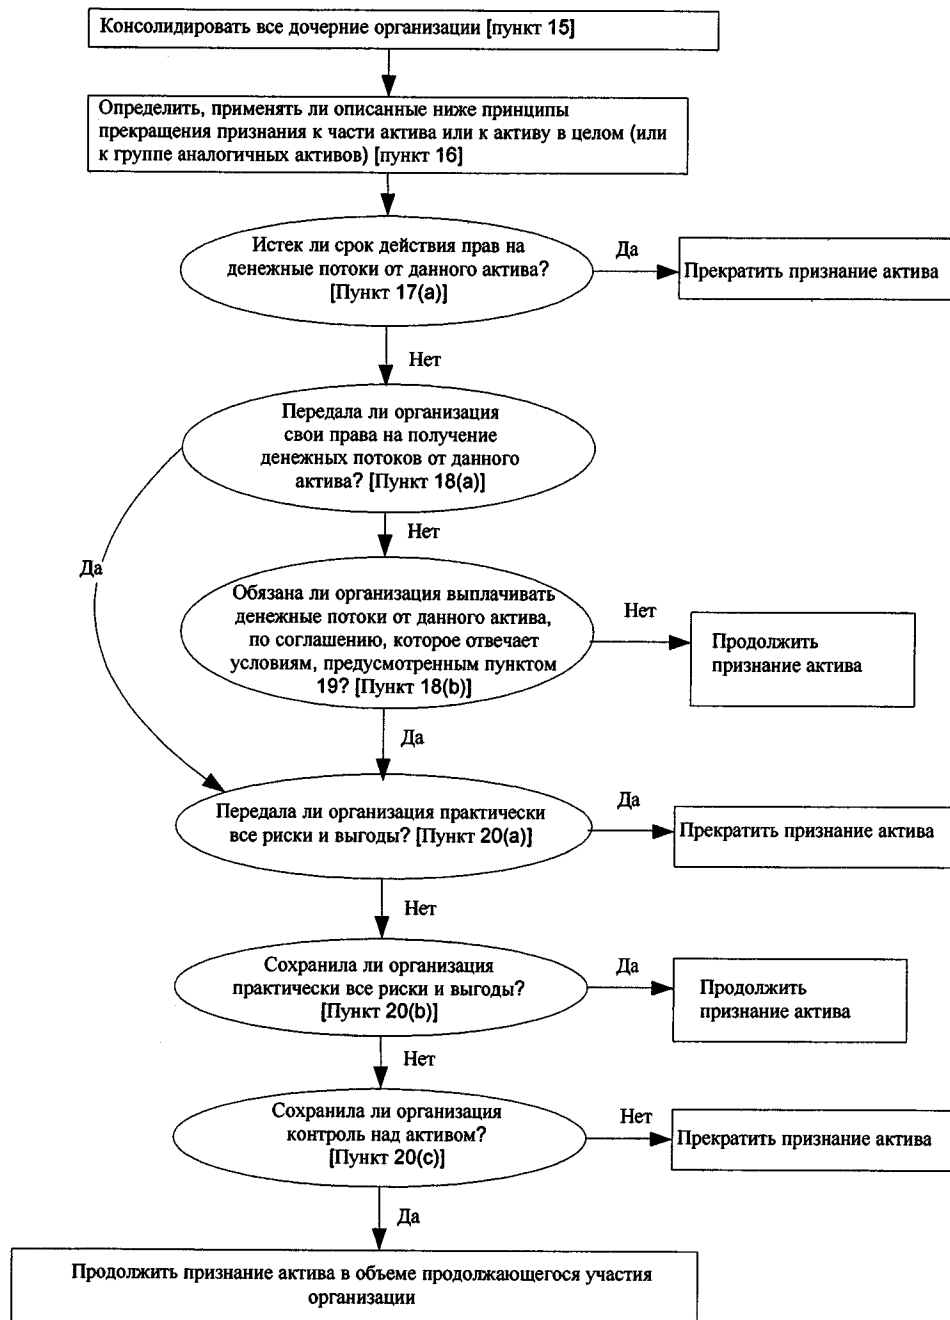 Консолидировать все дочерние организации [пункт 15]
Определить, применять ли описанные ниже принципы
прекращения признания к части актива или к активу в целом (или
к группе аналогичных активов) [пункт 16]
Истек ли срок действия прав на
денежные потоки от данного актива?
[Пункт 17(a)]
Да
Прекратить признание актива
Нет
Передала ли организация
свои права на получение
денежных потоков от данного
актива? [Пункт 18(a)]
Нет
Да
Обязана ли организация выплачивать
денежные потоки от данного актива,
по соглашению, которое отвечает
условиям, предусмотренным пунктом
19? [Пункт 18(b)]
Нет
Продолжить
признание актива
Да
Передала ли организация практически
все риски и выгоды? [Пункт 20(a)]
Да
Прекратить признание актива
Нет
Сохранила ли организация
практически все риски и выгоды?
[Пункт 20(b)]
Да
Продолжить
признание актива
Нет
Сохранила ли организация
контроль над активом?
[Пункт 20(c)]
Нет
Прекратить признание актива
Да
Продолжить признание актива в объеме продолжающегося участия
организации